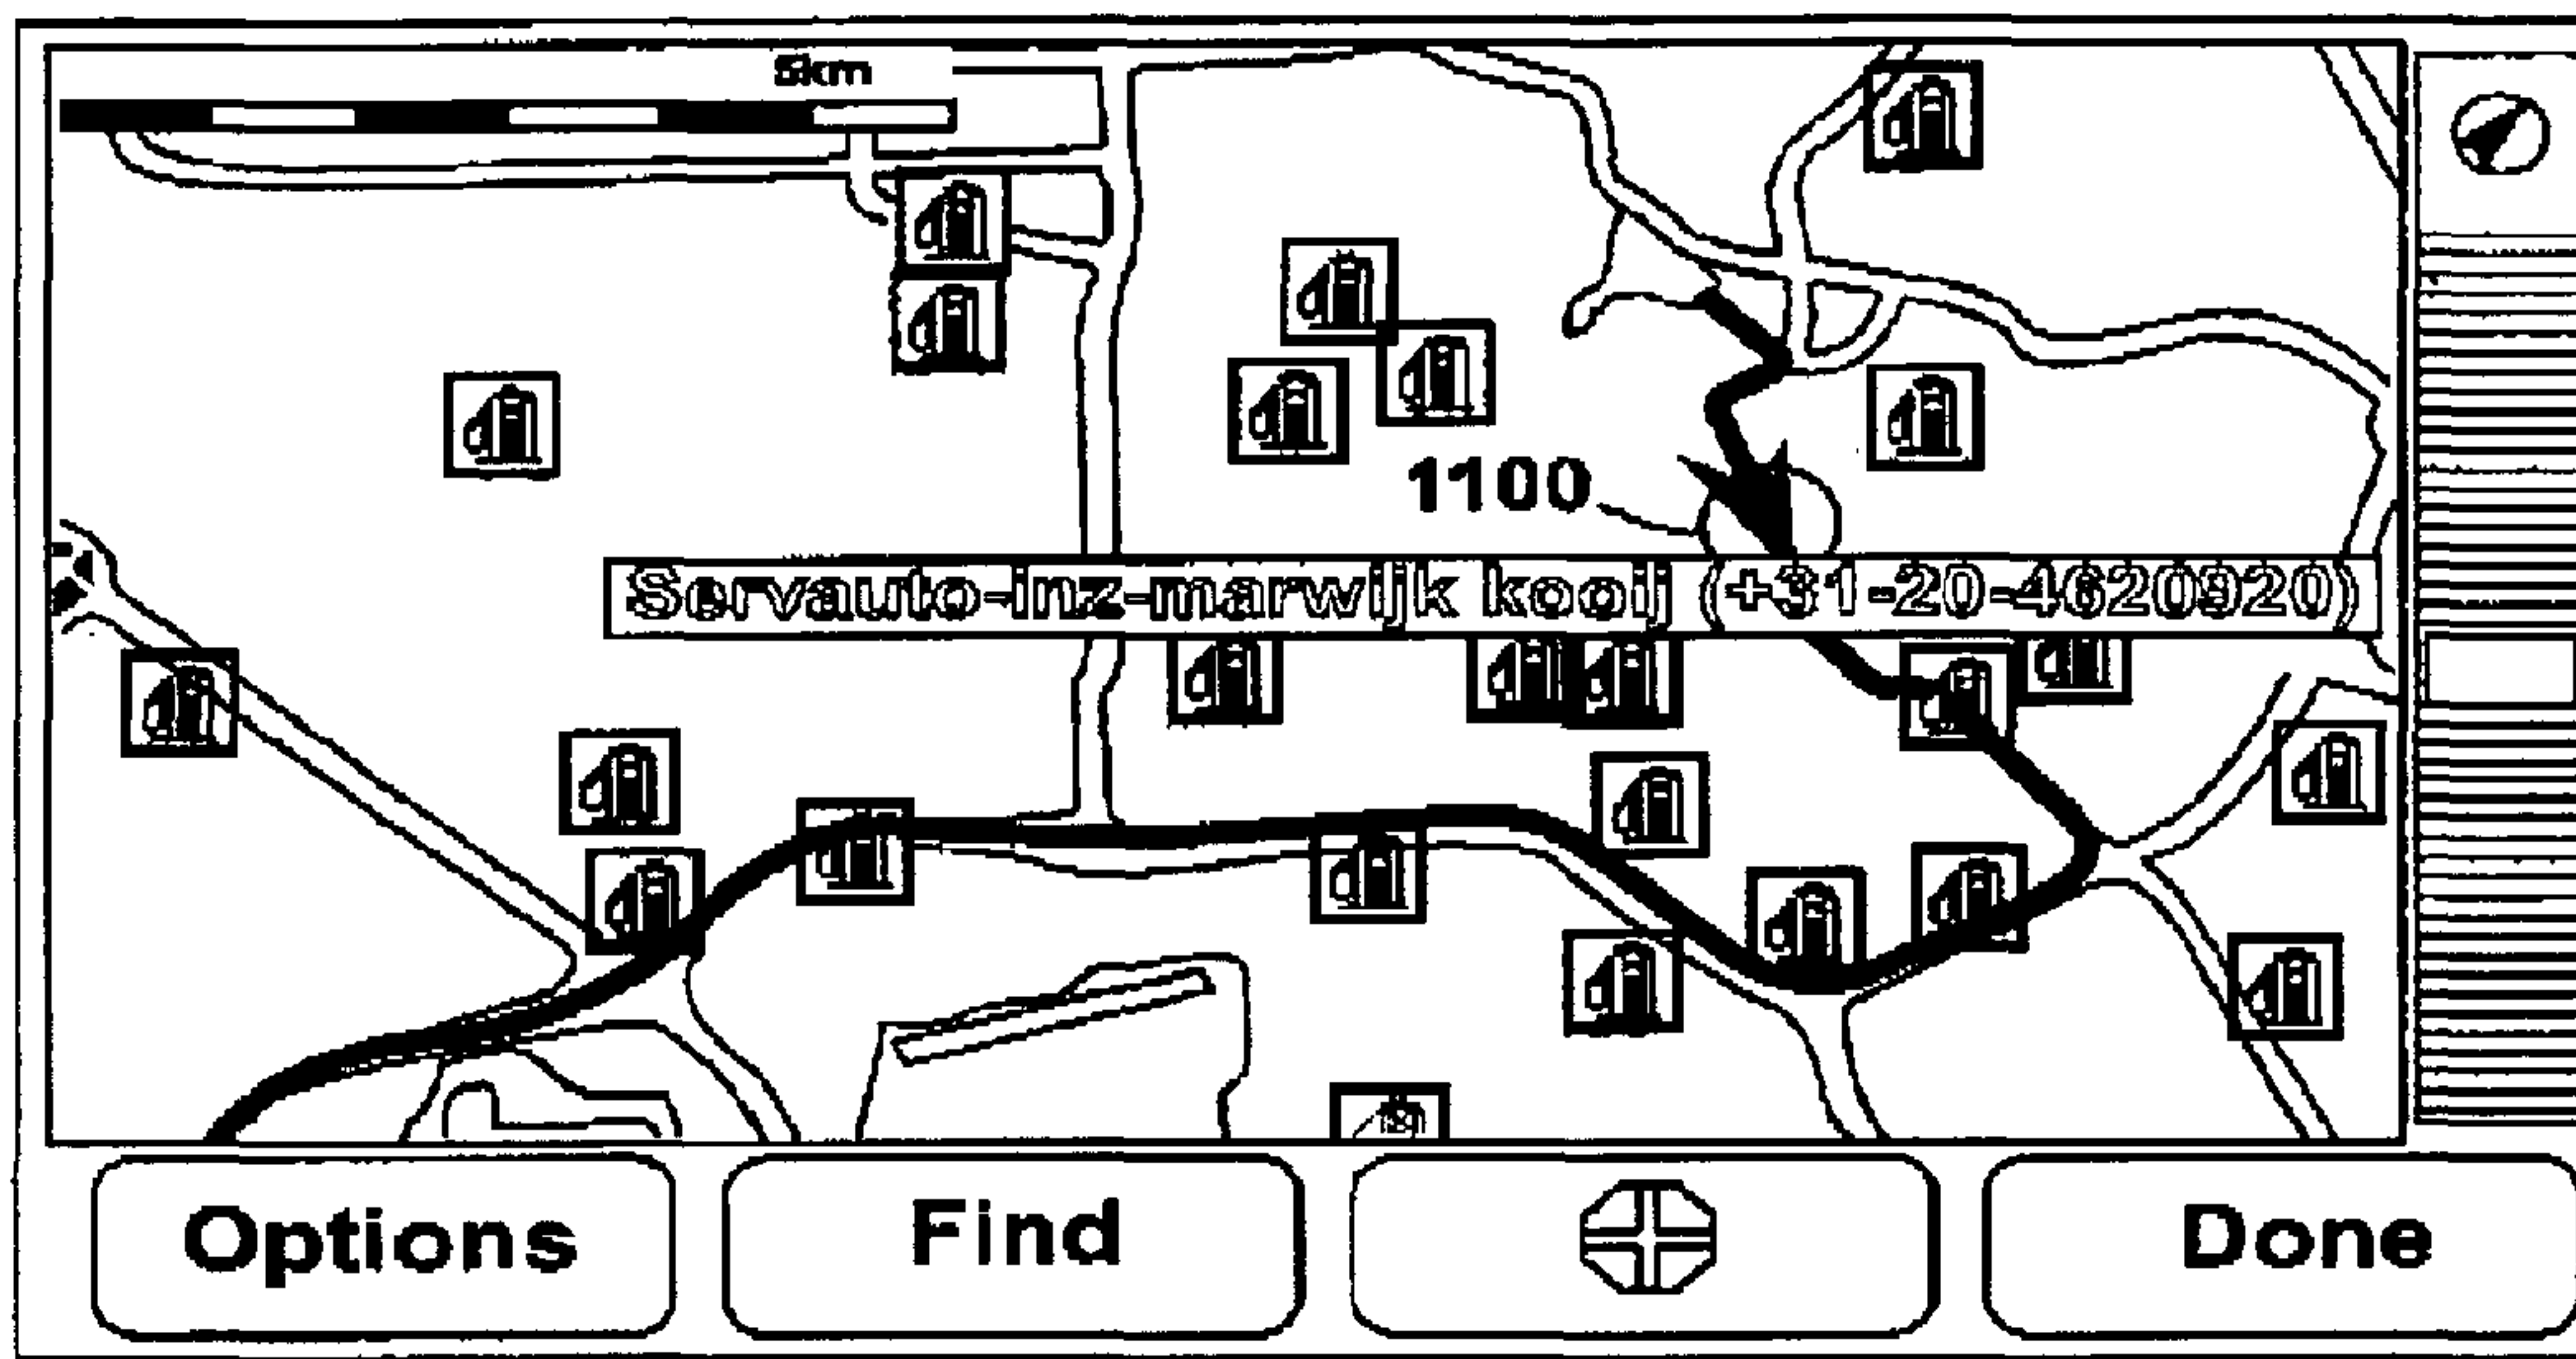 5km
1100
Servauto-inz-marwijk kooij (+31-20-4620920)
Options
Find
Done